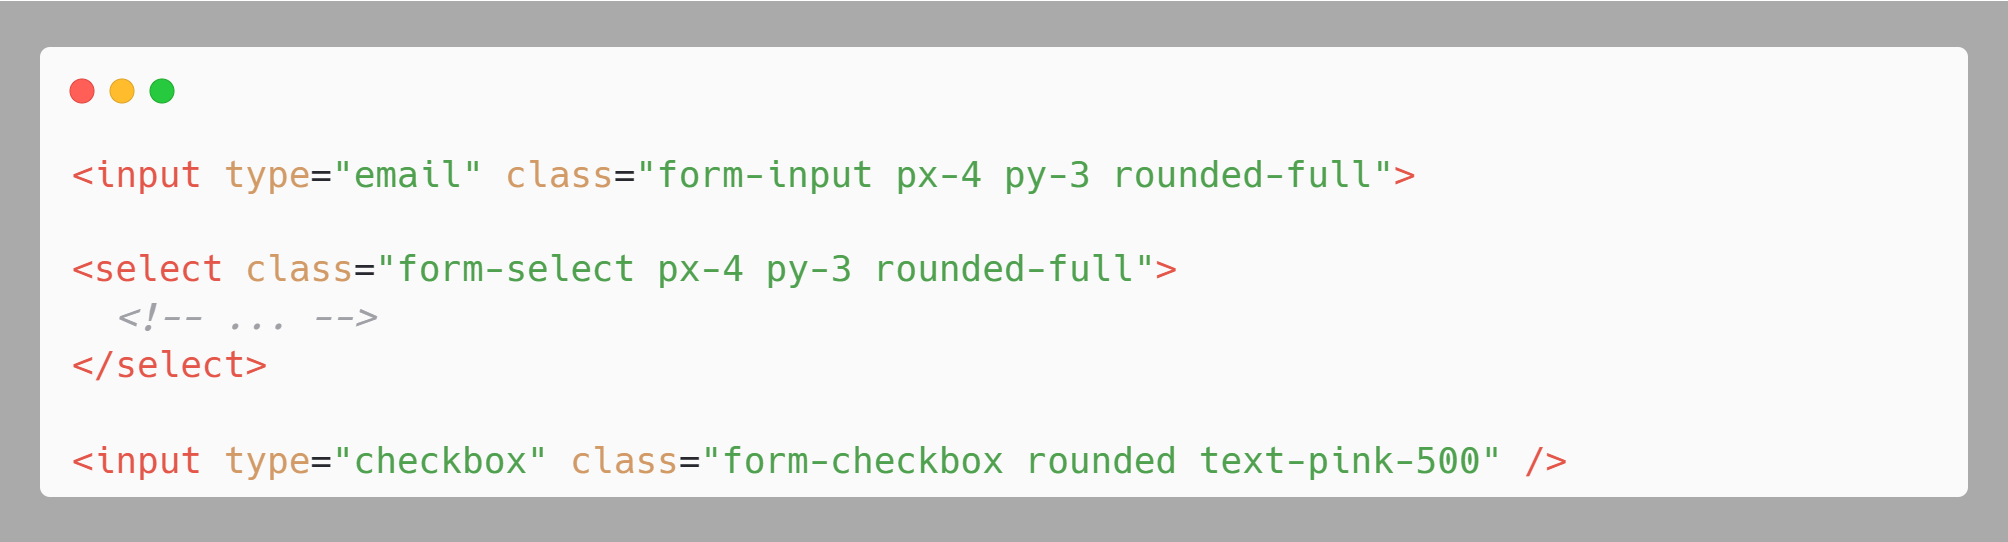 <input type="email" class="form-input px-4 py-3 rounded-full">
<select class="form-select px-4 py-3 rounded-full">
  <!-- ... -->
</select>
<input type="checkbox" class="form-checkbox rounded text-pink-500" />